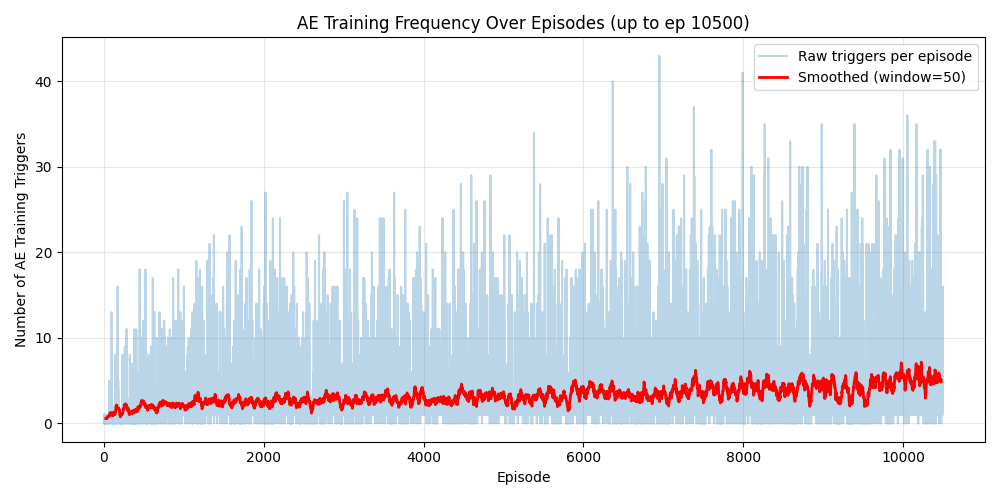 AE Training Frequency Over Episodes (up to ep 10500)
Raw triggers per episode
Smoothed (window=50)
Number of AE Training Triggers
40
30
20
10
0
0 2000 4000 6000 8000 10000
Episode